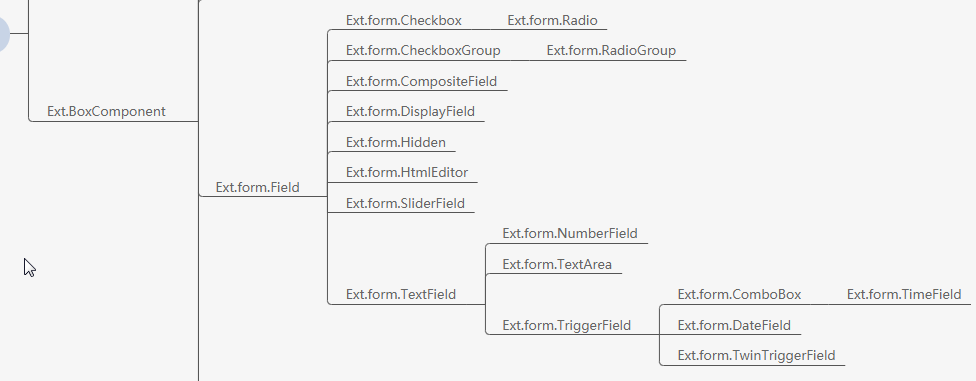 Ext.form.Checkbox Ext.form.Radio
Ext.form.CheckboxGroup Ext.form.RadioGroup
Ext.form.CompositeField
Ext.BoxComponent Ext.form.DisplayField
Ext.form.Hidden
Ext.form.HtmlEditor
Ext.form.Field
Ext.form.SliderField
Ext.form.NumberField
Ext.form.TextArea
Ext.form.TextField Ext.form.ComboBox Ext.form.TimeField
Ext.form.TriggerField Ext.form.DateField
Ext.form.TwinTriggerField